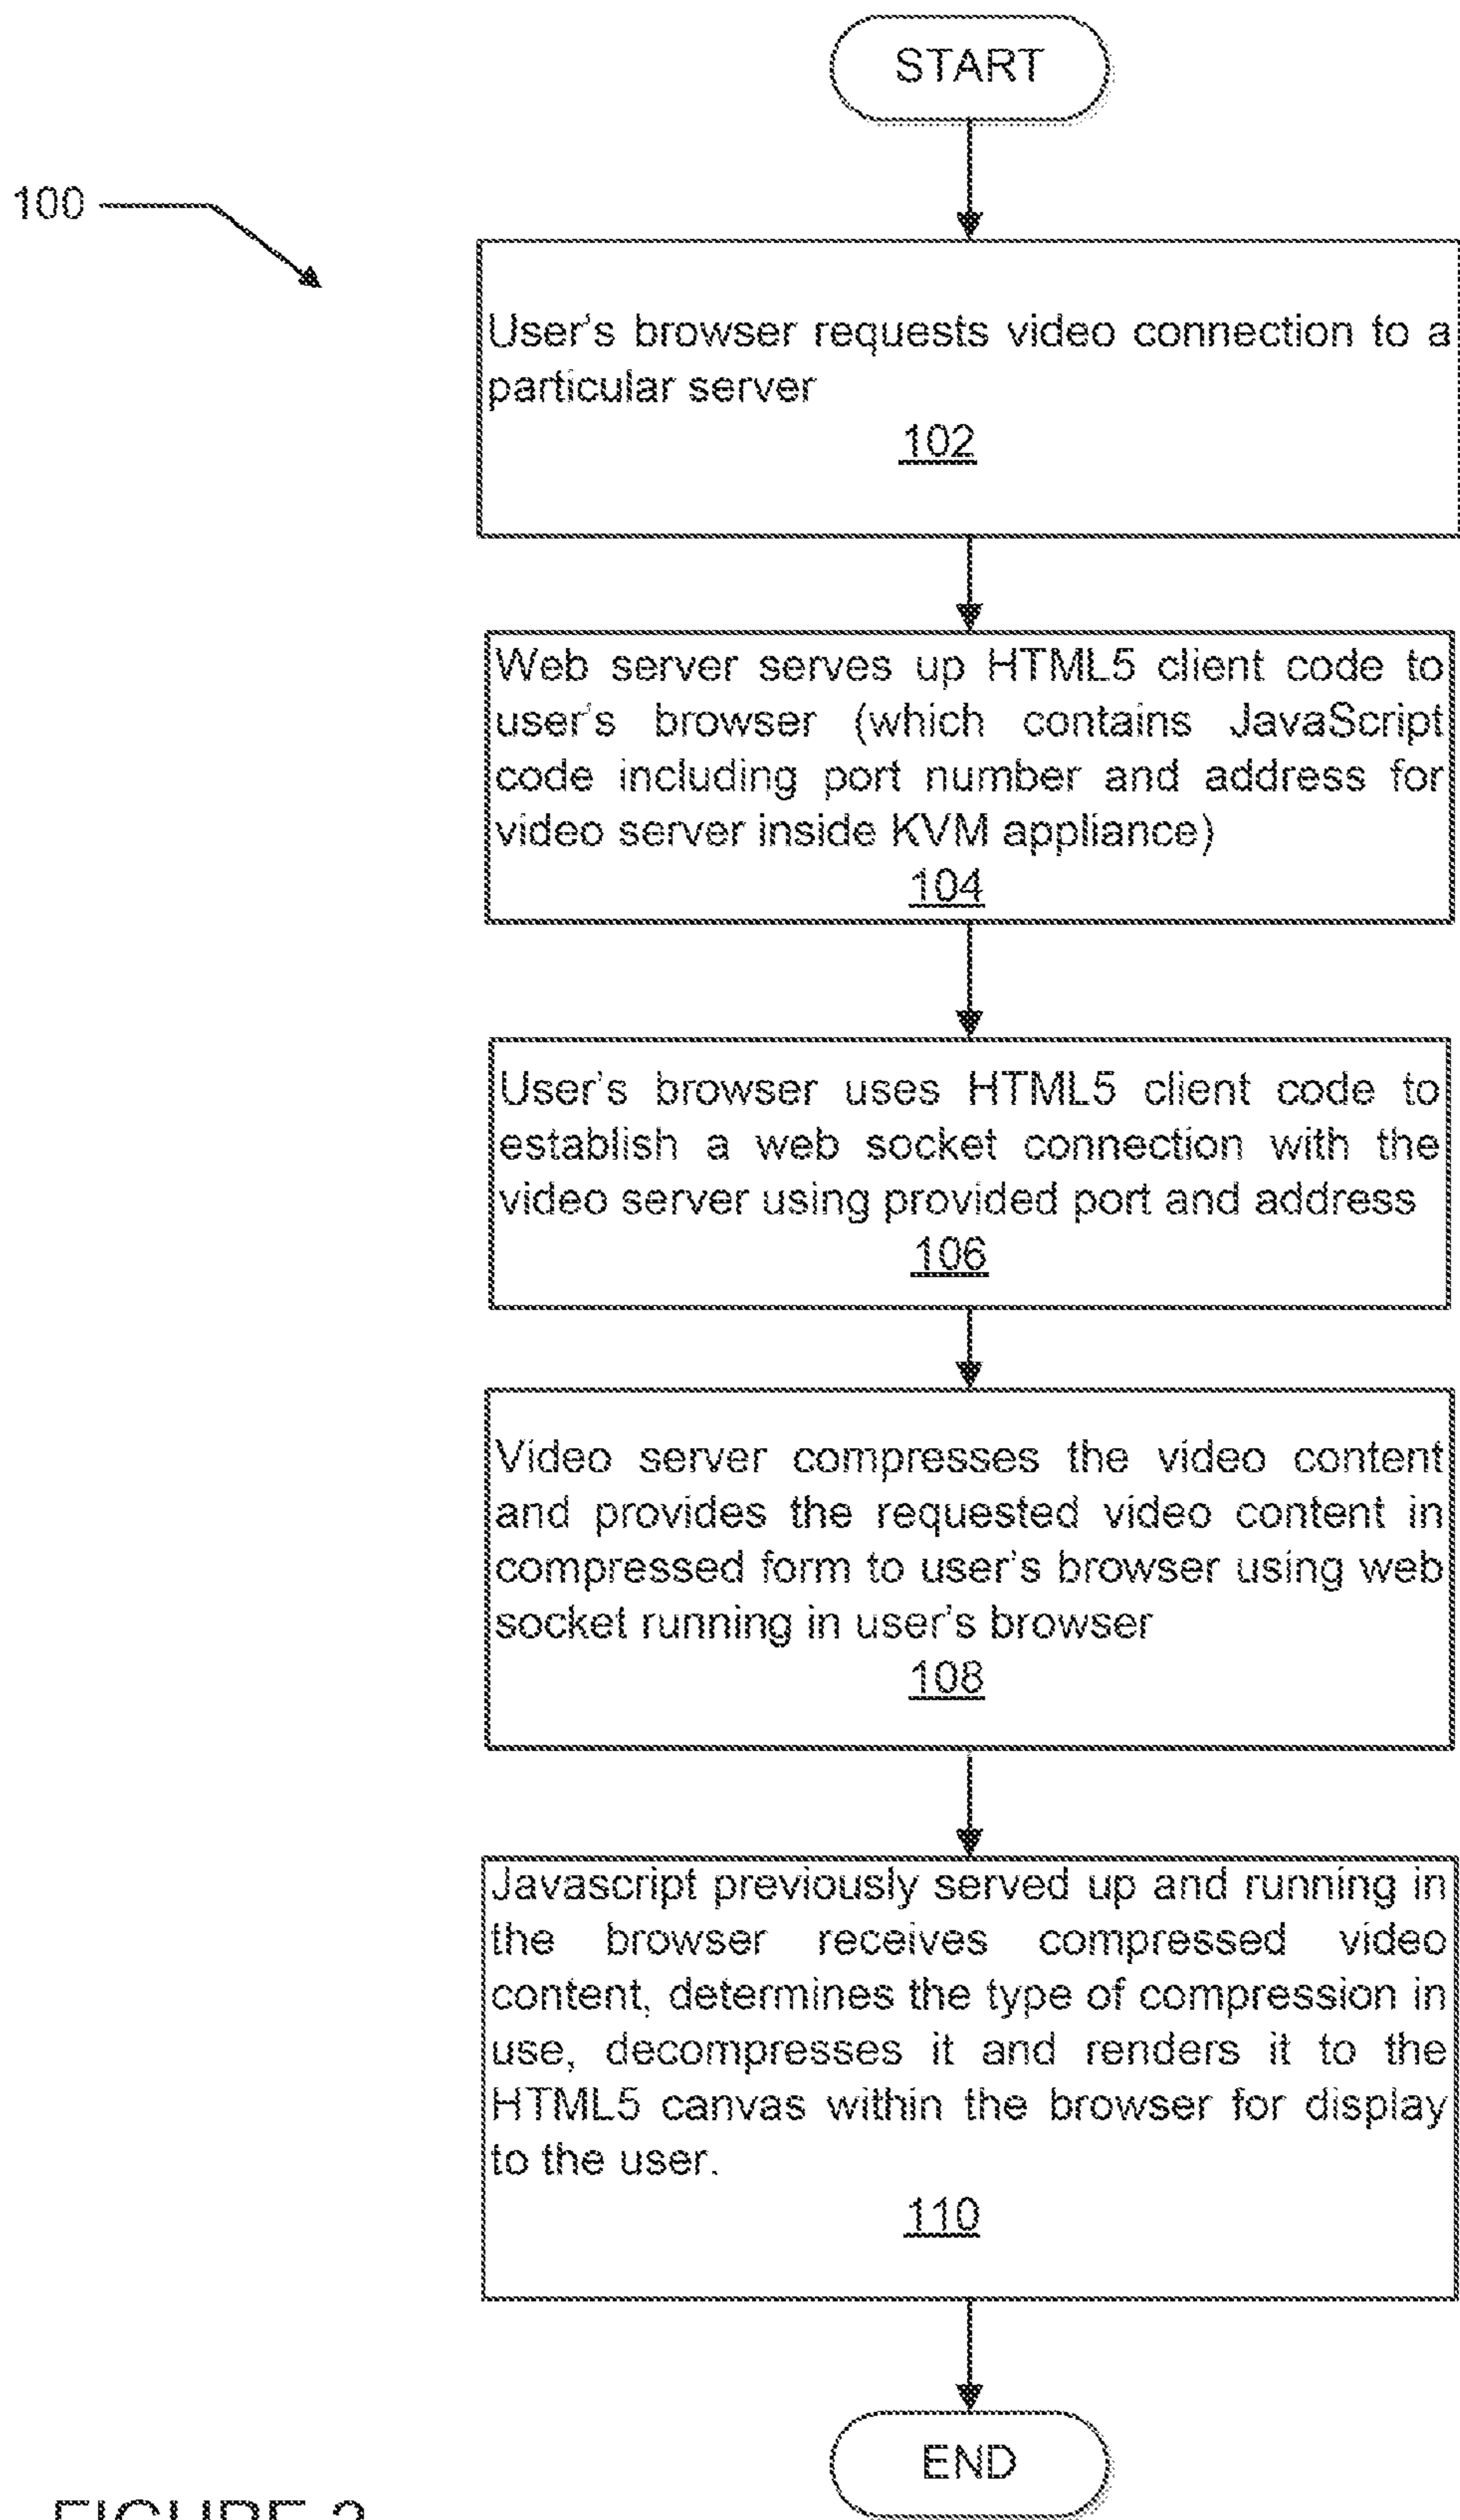 START
100
User's browser requests video connection to a
particular server
102
Web server serves up HTML5 client code to
user's browser (which contains JavaScript
code including port number and address for
video server inside KVM appliance)
104
User's browser uses HTML5 client code to
establish a web socket connection with the
video server using provided port and address
106
Video server compresses the video content
and provides the requested video content in
compressed form to user's browser using web
socket running in user's browser
108
Javascript previously served up and running in
the browser receives compressed video
content, determines the type of compression in
use, decompresses it and renders it to the
HTML5 canvas within the browser for display
to the user.
110
END
FIGURE